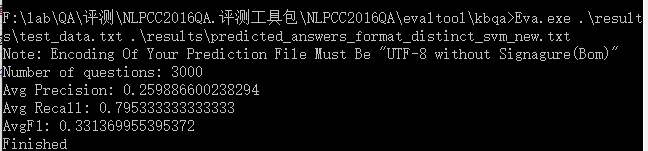 F:\lab\QA\评测\NLPCC2016QA.评测工具包\NLPCC2016QA\evaltool\kbqa>Eva.exe .\result
s\test_data.txt .\results\predicted_answers_format_distinct_svm_new.txt
Note: Encoding Of Your Prediction File Must Be "UTF-8 without Signagure(Bom)"
Number of questions: 3000
Avg Precision: 0.259886600238294
Avg Recall: 0.795333333333333
AvgF1: 0.331369955395372
Finished